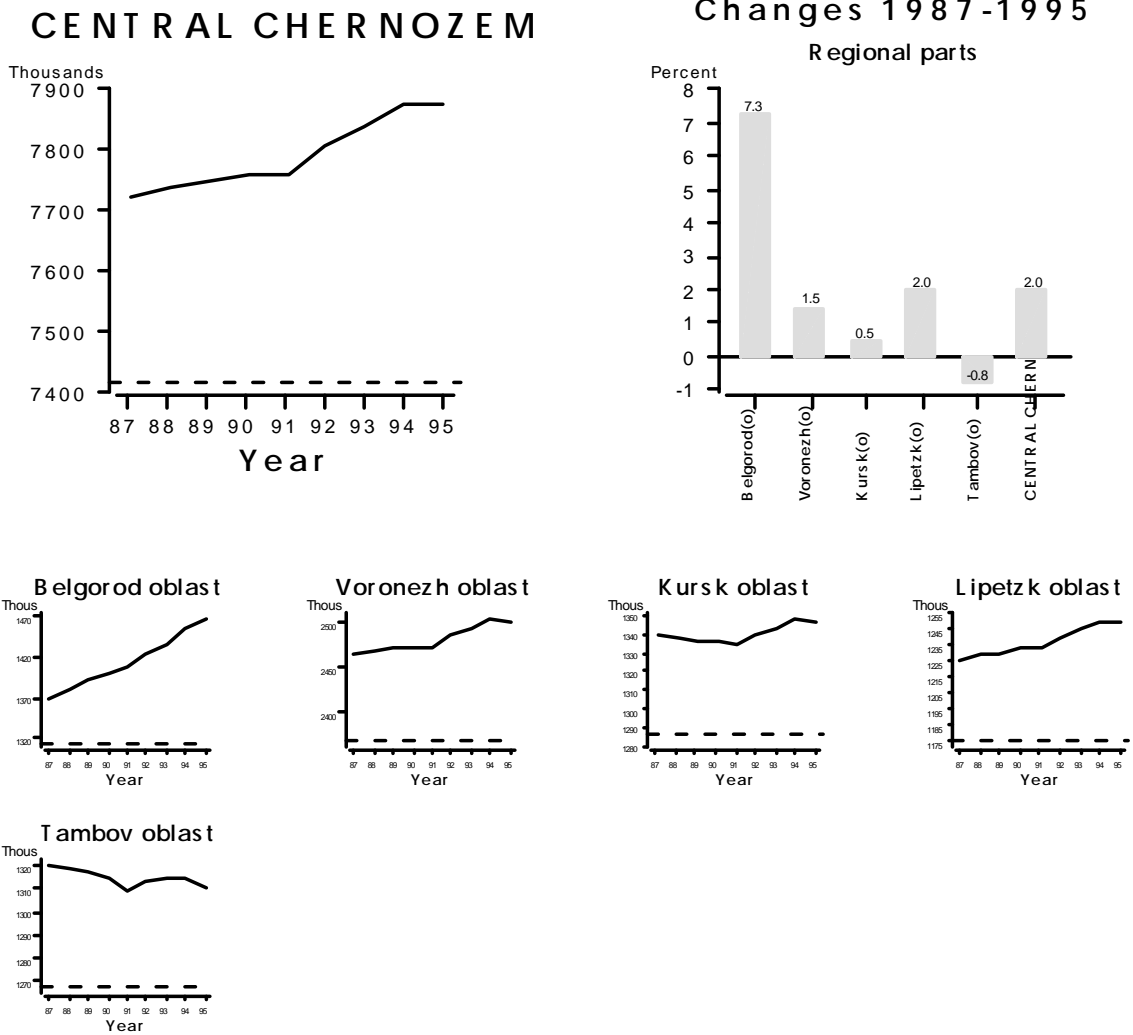 CENTRAL CHERNOZEM
Thousands
7900
7800
7700
7600
7500
7400
87 88 89 90 91 92 93 94 95
Year
Changes 1987-1995
Regional parts
Percent
8
7
6
5
4
3
2
1
0
-1
7.3
1.5
0.5
2.0
-0.8
2.0
Belgorod(o)
Voronezh(o)
Kursk(o)
Lipetzk(o)
Tambov(o)
CENTRAL CHERN
Belgorod oblast
Thous
1470
1420
1370
1320
87 88 89 90 91 92 93 94 95
Year
Voronezh oblast
Thous
2500
2450
2400
87 88 89 90 91 92 93 94 95
Year
Kursk oblast
Thous
1350
1340
1330
1320
1310
1300
1290
1280
87 88 89 90 91 92 93 94 95
Year
Lipetzk oblast
Thous
1255
1245
1235
1225
1215
1205
1195
1185
1175
87 88 89 90 91 92 93 94 95
Year
Tambov oblast
Thous
1320
1310
1300
1290
1280
1270
87 88 89 90 91 92 93 94 95
Year